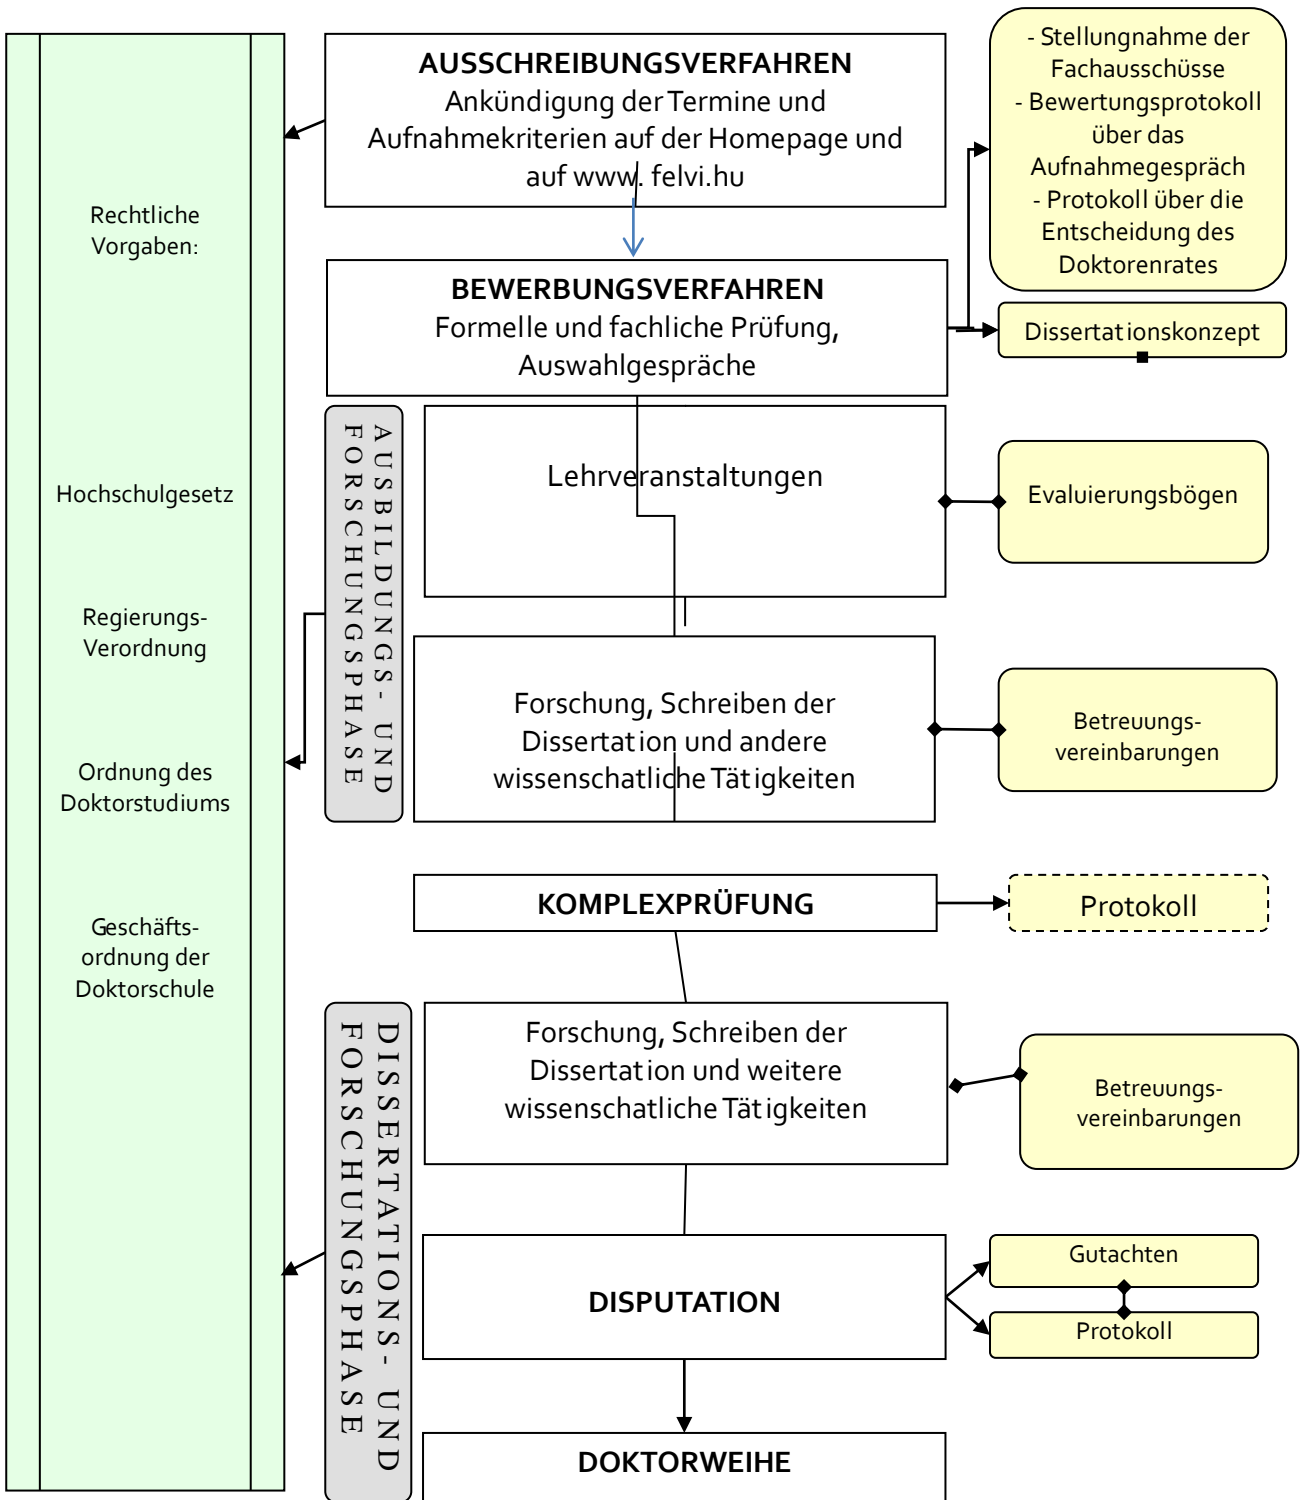 Rechtliche
Vorgaben:
Hochschulgesetz
Regierungs-
Verordnung
Ordnung des
Doktorstudiums
Geschäfts-
ordnung der
Doktorschule
AUSSCHREIBUNGSVERFAHREN
Ankündigung der Termine und
Aufnahmekriterien auf der Homepage und
auf www. felvi.hu
- Stellungnahme der
Fachausschüsse
- Bewertungsprotokoll
über das
Aufnahmegespräch
- Protokoll über die
Entscheidung des
Doktorenrates
BEWERBUNGSVERFAHREN
Formelle und fachliche Prüfung,
Auswahlgespräche
Dissertationskonzept
AUSBILDUNGS- UND
FORSCHUNGSPHASE
Lehrveranstaltungen
Evaluierungsbögen
Forschung, Schreiben der
Dissertation und andere
wissenschatliche Tätigkeiten
Betreuungs-
vereinbarungen
KOMPLEXPRÜFUNG
Protokoll
DISSERTATIONS- UND
FORSCHUNGSPHASE
Forschung, Schreiben der
Dissertation und weitere
wissenschatliche Tätigkeiten
Betreuungs-
vereinbarungen
DISPUTATION
Gutachten
Protokoll
DOKTORWEIHE